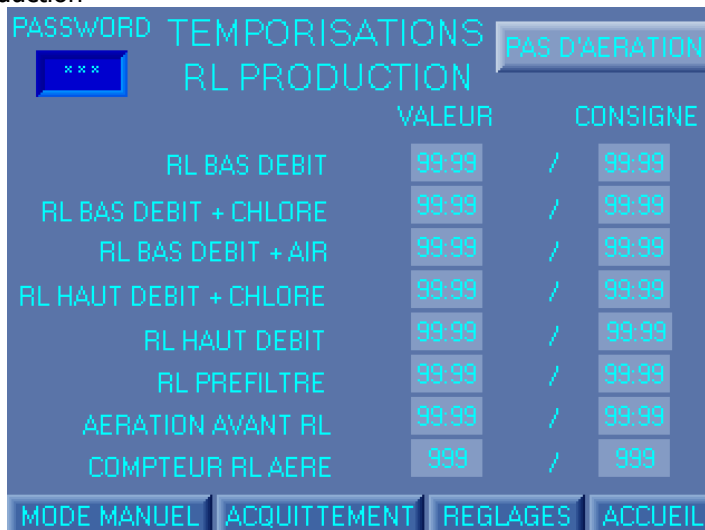 uction
PASSWORD TEMPORISATIONS PAS D'AERATION
*** RL PRODUCTION
VALEUR CONSIGNE
RL BAS DEBIT 99:99 / 99:99
RL BAS DEBIT + CHLORE 99:99 / 99:99
RL BAS DEBIT + AIR 99:99 / 99:99
RL HAUT DEBIT + CHLORE 99:99 / 99:99
RL HAUT DEBIT 99:99 / 99:99
RL PREFILTRE 99:99 / 99:99
AERATION AVANT RL 99:99 / 99:99
COMPTEUR RL AERE 999 / 999
MODE MANUEL ACQUITTEMENT REGLAGES ACCUEIL